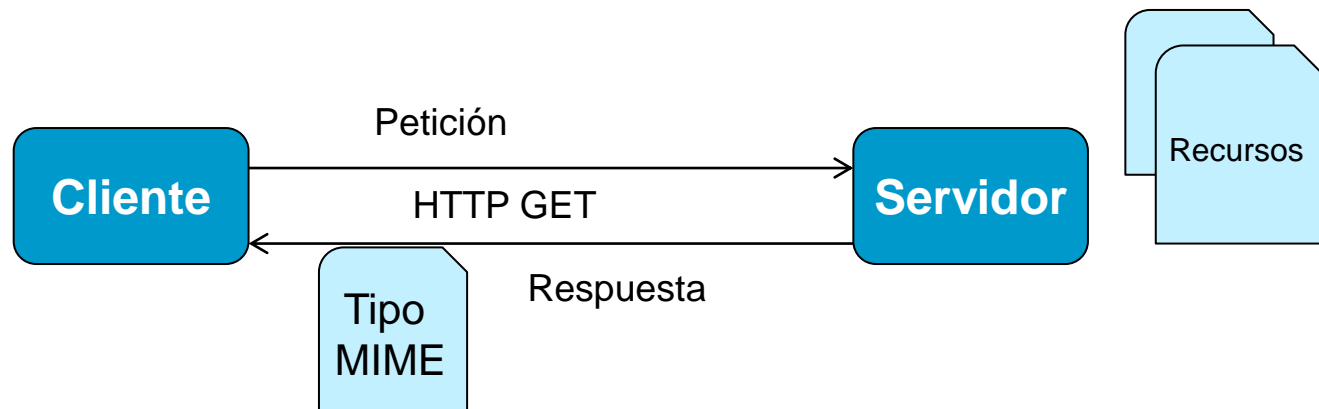 Petición
Recursos
Cliente
HTTP GET
Servidor
Respuesta
Tipo
MIME